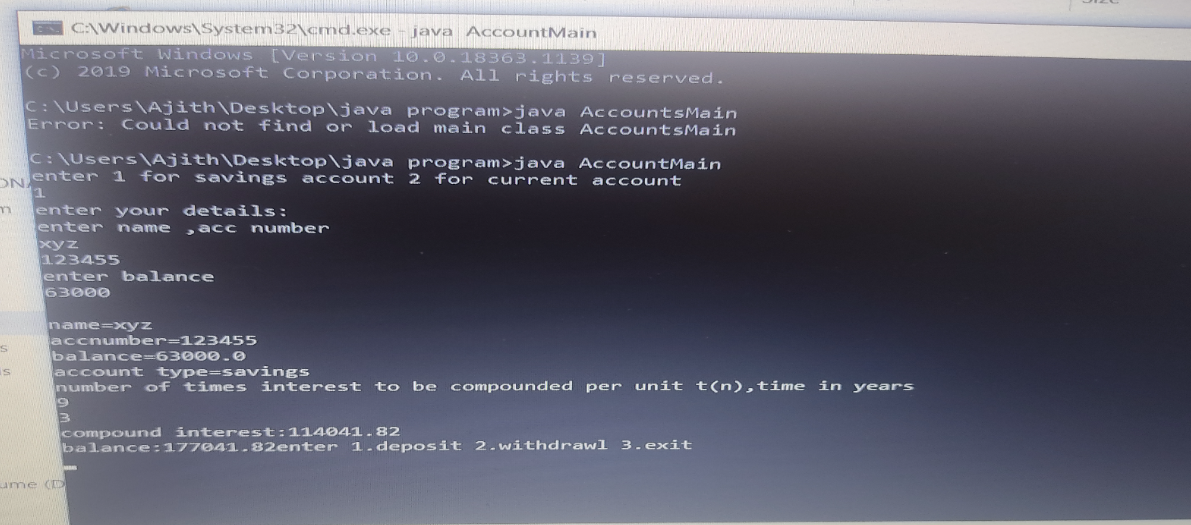 Size
C:\Windows\System32\cmd.exe - java AccountMain
Microsoft Windows [Version 10.0.18363.1139]
(c) 2019 Microsoft Corporation. All rights reserved.
C:\Users\Ajith\Desktop\java program>java AccountsMain
Error: Could not find or load main class AccountsMain
C:\Users\Ajith\Desktop\java program>java AccountMain
enter 1 for savings account 2 for current account
1
enter your details:
enter name ,acc number
xyz
123455
enter balance
63000
name=xyz
accnumber=123455
balance=63000.0
account type=savings
number of times interest to be compounded per unit t(n),time in years
9
3
compound interest:114041.82
balance:177041.82enter 1.deposit 2.withdrawl 3.exit